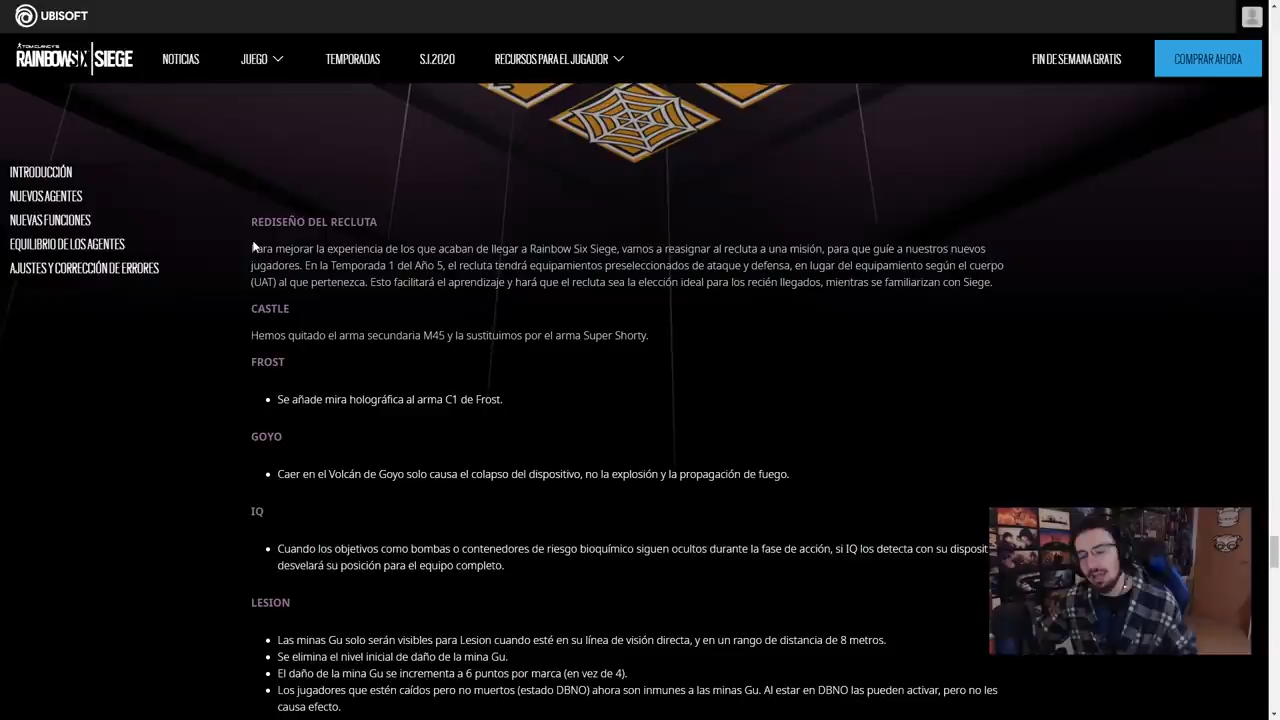 UBISOFT
TOM CLANCY'S
RAINBOW SIX | SIEGE
NOTICIAS
JUEGO
TEMPORADAS
S.I.2020
RECURSOS PARA EL JUGADOR
FIN DE SEMANA GRATIS
COMPRAR AHORA
INTRODUCCIÓN
NUEVOS AGENTES
NUEVAS FUNCIONES
EQUILIBRIO DE LOS AGENTES
AJUSTES Y CORRECCIÓN DE ERRORES
REDISEÑO DEL RECLUTA
Para mejorar la experiencia de los que acaban de llegar a Rainbow Six Siege, vamos a reasignar al recluta a una misión, para que guíe a nuestros nuevos
jugadores. En la Temporada 1 del Año 5, el recluta tendrá equipamientos preseleccionados de ataque y defensa, en lugar del equipamiento según el cuerpo
(UAT) al que pertenezca. Esto facilitará el aprendizaje y hará que el recluta sea la elección ideal para los recién llegados, mientras se familiarizan con Siege.
CASTLE
Hemos quitado el arma secundaria M45 y la sustituimos por el arma Super Shorty.
FROST
• Se añade mira holográfica al arma C1 de Frost.
GOYO
• Caer en el Volcán de Goyo solo causa el colapso del dispositivo, no la explosión y la propagación de fuego.
IQ
• Cuando los objetivos como bombas o contenedores de riesgo bioquímico siguen ocultos durante la fase de acción, si IQ los detecta con su disposit
desvelará su posición para el equipo completo.
LESION
• Las minas Gu solo serán visibles para Lesion cuando esté en su línea de visión directa, y en un rango de distancia de 8 metros.
• Se elimina el nivel inicial de daño de la mina Gu.
• El daño de la mina Gu se incrementa a 6 puntos por marca (en vez de 4).
• Los jugadores que estén caídos pero no muertos (estado DBNO) ahora son inmunes a las minas Gu. Al estar en DBNO las pueden activar, pero no les
causa efecto.